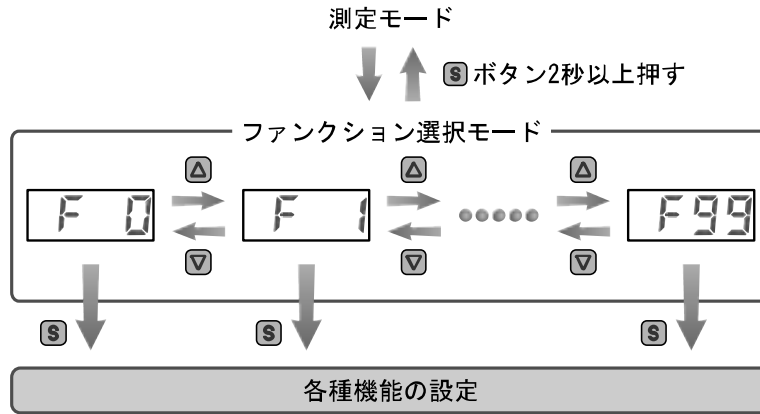 測定モード
S ボタン2秒以上押す
ファンクション選択モード
△ △ △
F 0 F 1 F99
▽ ▽ ▽
S S S
各種機能の設定